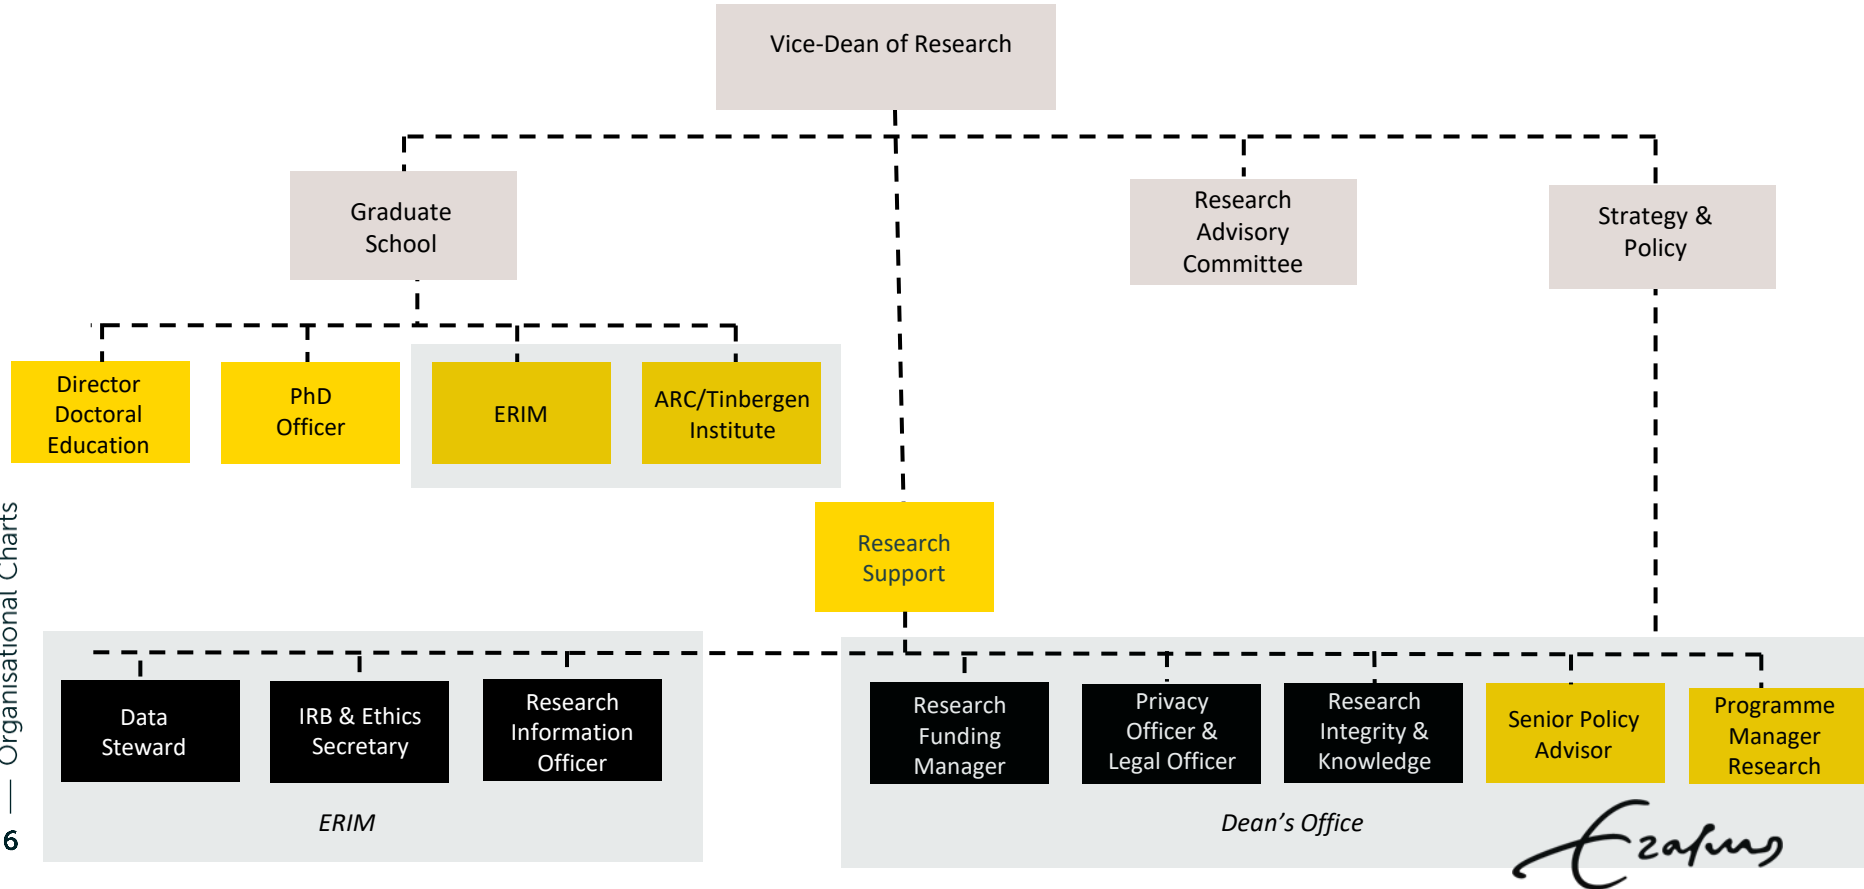 Vice-Dean of Research
Graduate
School
Research
Advisory
Committee
Strategy &
Policy
Director
Doctoral
Education
PhD
Officer
ERIM
ARC/Tinbergen
Institute
Research
Support
Data
Steward
IRB & Ethics
Secretary
Research
Information
Officer
Research
Funding
Manager
Privacy
Officer &
Legal Officer
Research
Integrity &
Knowledge
Senior Policy
Advisor
Programme
Manager
Research
ERIM
Dean's Office
Erasmus
6 — Organisational Charts